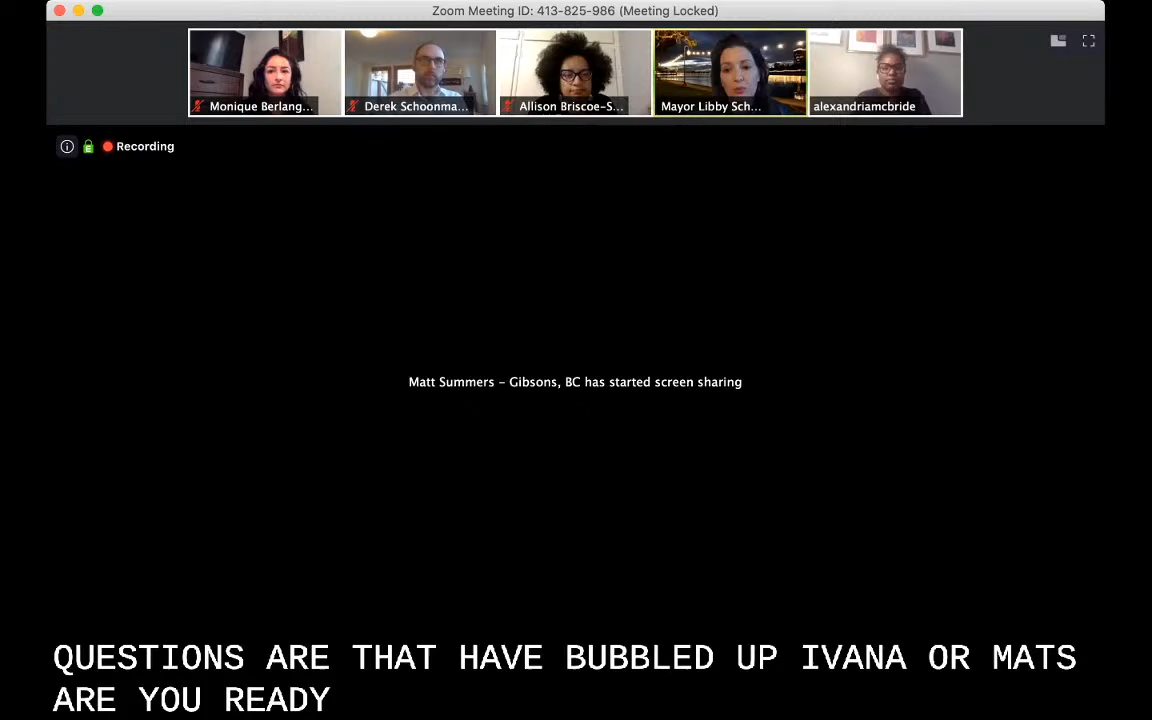 Zoom Meeting ID: 413-825-986 (Meeting Locked)
Monique Berlang...
Derek Schoonma...
Allison Briscoe-S...
Mayor Libby Sch...
alexandriamcbride
Recording
Matt Summers - Gibsons, BC has started screen sharing
QUESTIONS ARE THAT HAVE BUBBLED UP IVANA OR MATS
ARE YOU READY